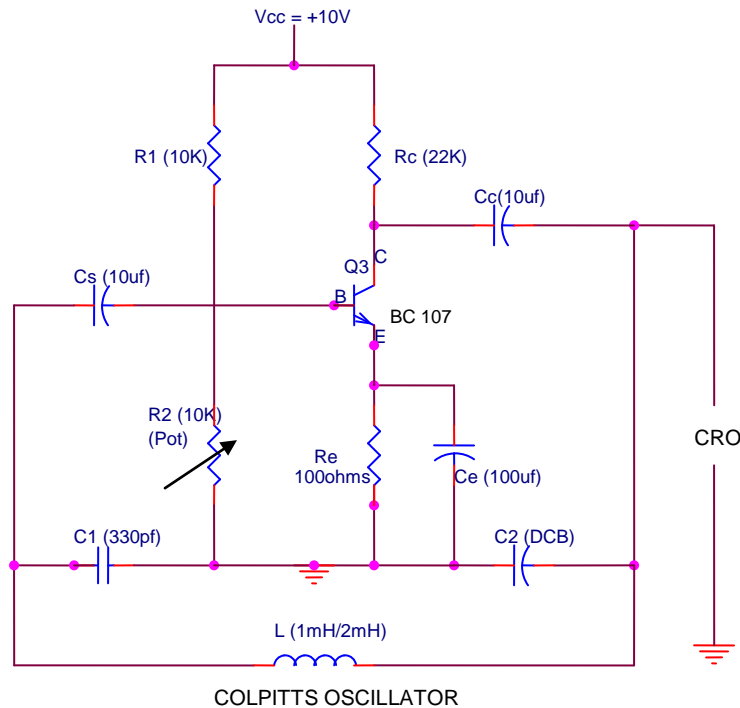 Vcc = +10V
R1 (10K)
Rc (22K)
Cc(10uf)
C
Q3
Cs (10uf)
B
BC 107
E
R2 (10K)
(Pot)
CRO
Re
100ohms
Ce (100uf)
C1 (330pf)
C2 (DCB)
L (1mH/2mH)
COLPITTS OSCILLATOR